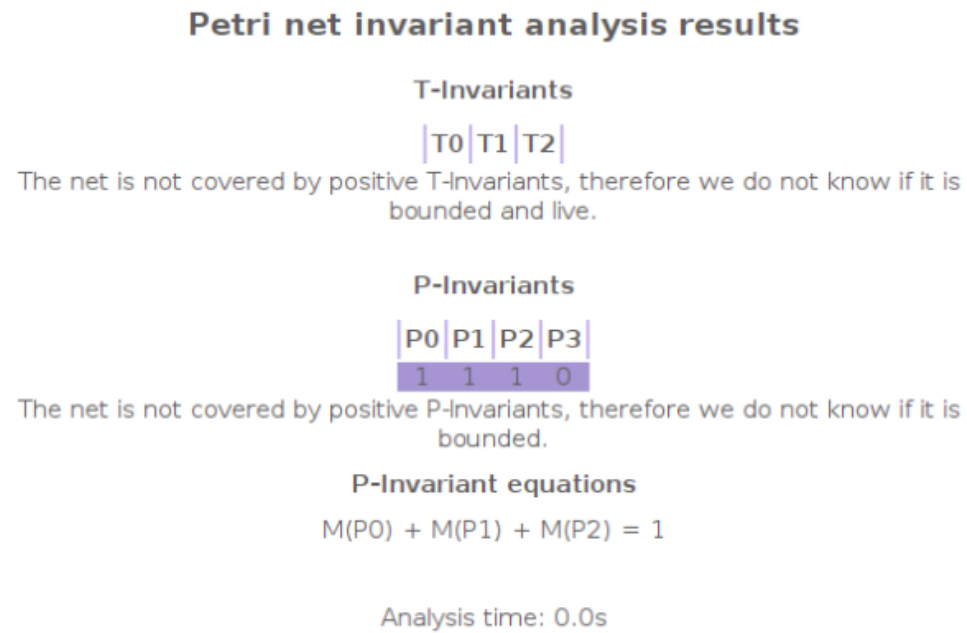 Petri net invariant analysis results
T-Invariants
T0 T1 T2
The net is not covered by positive T-Invariants, therefore we do not know if it is
bounded and live.
P-Invariants
P0 P1 P2 P3
1 1 1 0
The net is not covered by positive P-Invariants, therefore we do not know if it is
bounded.
P-Invariant equations
M(P0) + M(P1) + M(P2) = 1
Analysis time: 0.0s